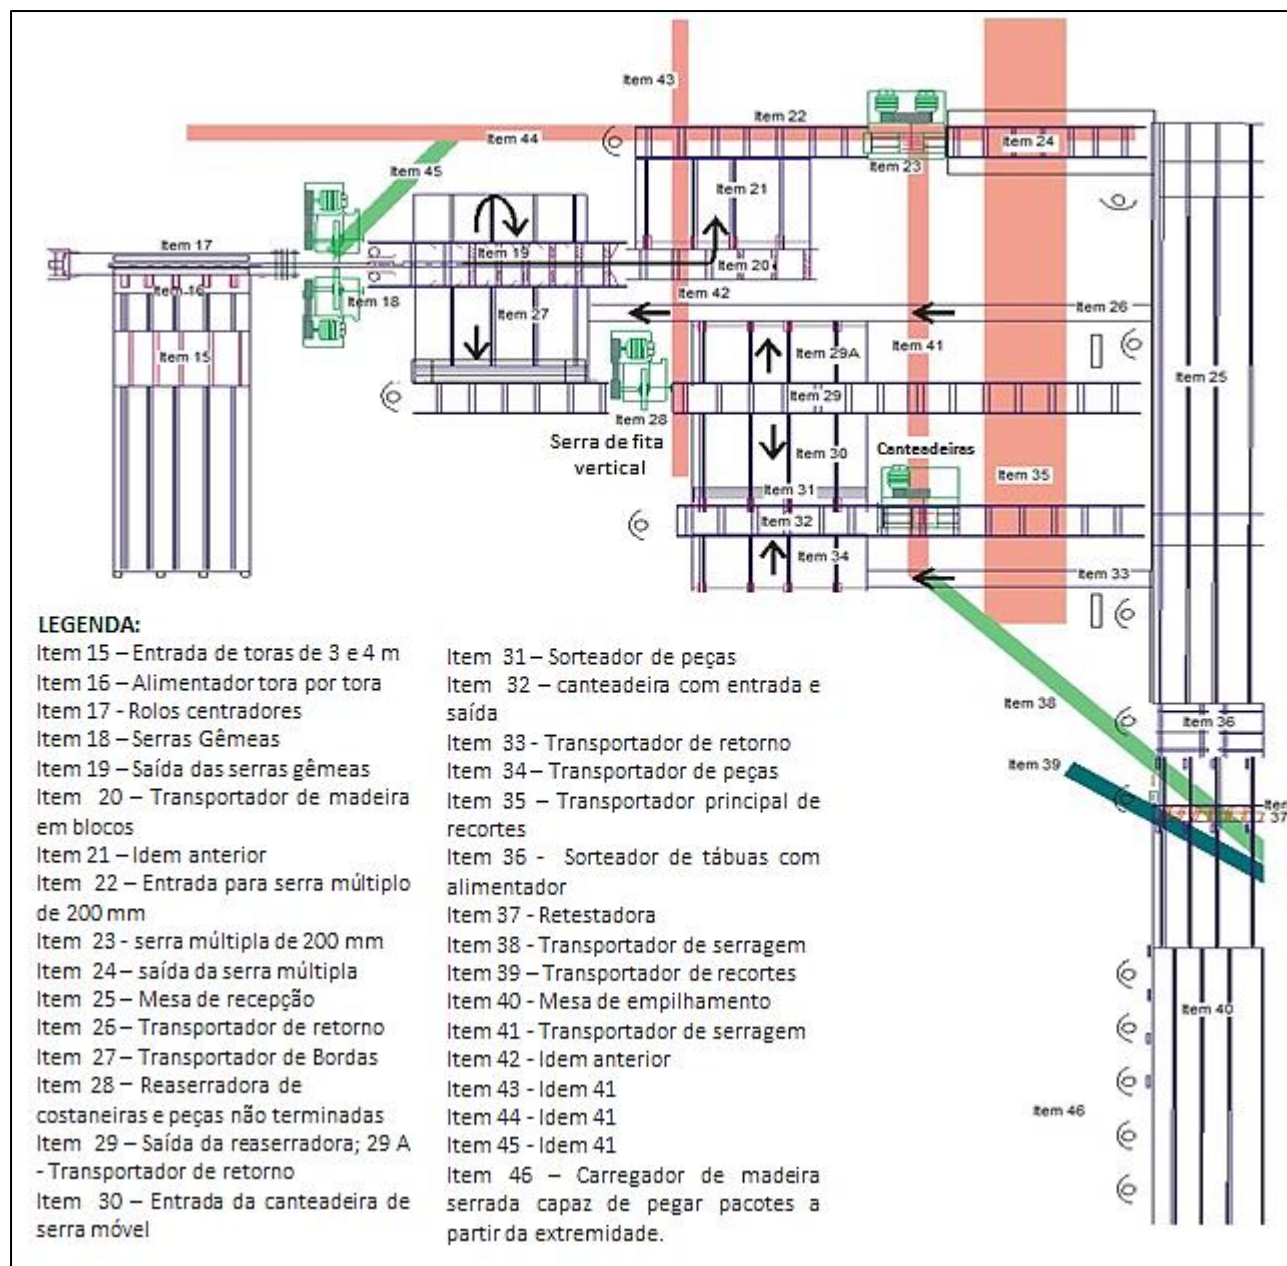 Item 43
Item 22
Item 44
Item 24
Item 23
Item 45
Item 21
Item 25
Item 17
Item 19
Item 20
Item 16
Item 18
Item 42
Item 26
Item 27
Item 15
Item 29A
Item 41
Item 25
Item 29
Item 28
Serra de fita
vertical
Item 30
Canteadeiras
Item 31
Item 35
Item 32
Item 34
Item 33
Item 38
Item 36
Item 39
Item
37
Item 40
Item 46
LEGENDA:
Item 15 – Entrada de toras de 3 e 4 m
Item 16 – Alimentador tora por tora
Item 17 - Rolos centradores
Item 18 – Serras Gêmeas
Item 19 – Saída das serras gêmeas
Item 20 – Transportador de madeira
em blocos
Item 21 – Idem anterior
Item 22 – Entrada para serra múltiplo
de 200 mm
Item 23 - serra múltipla de 200 mm
Item 24 – saída da serra múltipla
Item 25 – Mesa de recepção
Item 26 – Transportador de retorno
Item 27 – Transportador de Bordas
Item 28 – Reaserradora de
costaneiras e peças não terminadas
Item 29 – Saída da reaserradora; 29 A
- Transportador de retorno
Item 30 – Entrada da canteadeira de
serra móvel
Item 31 – Sorteador de peças
Item 32 – canteadeira com entrada e
saída
Item 33 - Transportador de retorno
Item 34 – Transportador de peças
Item 35 – Transportador principal de
recortes
Item 36 - Sorteador de tábuas com
alimentador
Item 37 - Retestadora
Item 38 - Transportador de serragem
Item 39 – Transportador de recortes
Item 40 – Mesa de empilhamento
Item 41 - Transportador de serragem
Item 42 – Idem anterior
Item 43 - Idem 41
Item 44 - Idem 41
Item 45 - Idem 41
Item 46 – Carregador de madeira
serrada capaz de pegar pacotes a
partir da extremidade.